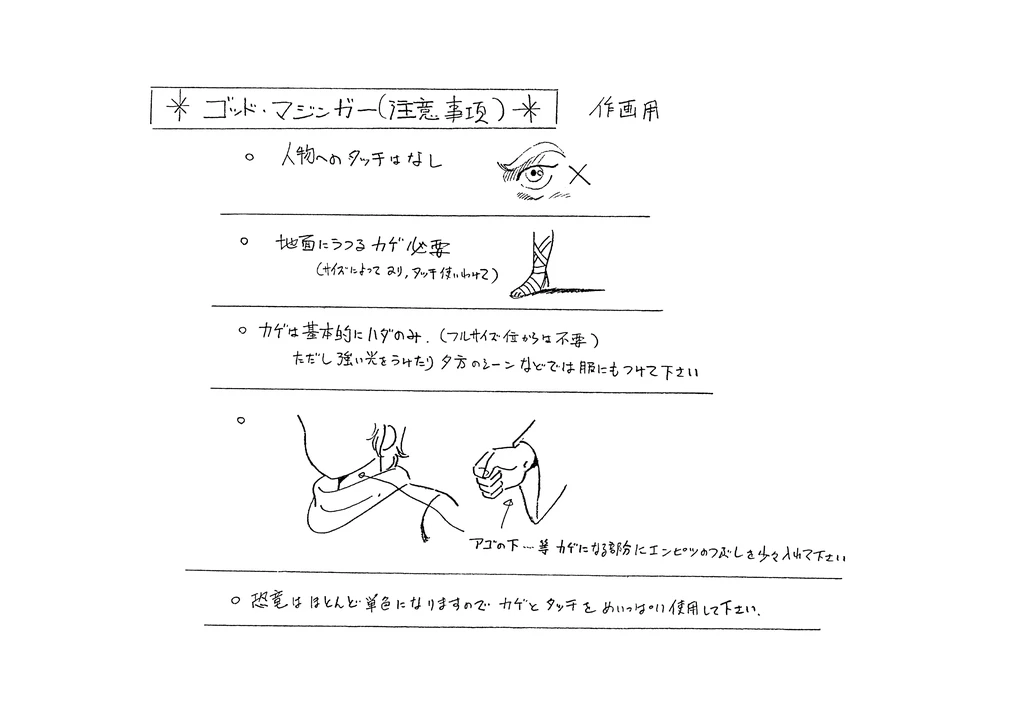 * ゴッド・マジンガー(注意事項) * 作画用
○ 人物へのタッチはなし
×
○ 地面にうつるカゲ必要
(サイズによって より, タッチ使いわけて)
○ カゲは基本的にハダのみ. (フルサイズ位からは不要)
ただし強い光をうけたり夕方のシーンなどでは服にもつけて下さい
○
アゴの下…等 カゲになる部分にエンピツのつぶしを少々入れて下さい
○ 恐竜はほとんど単色になりますのでカゲとタッチをめいっぱい使用して下さい.